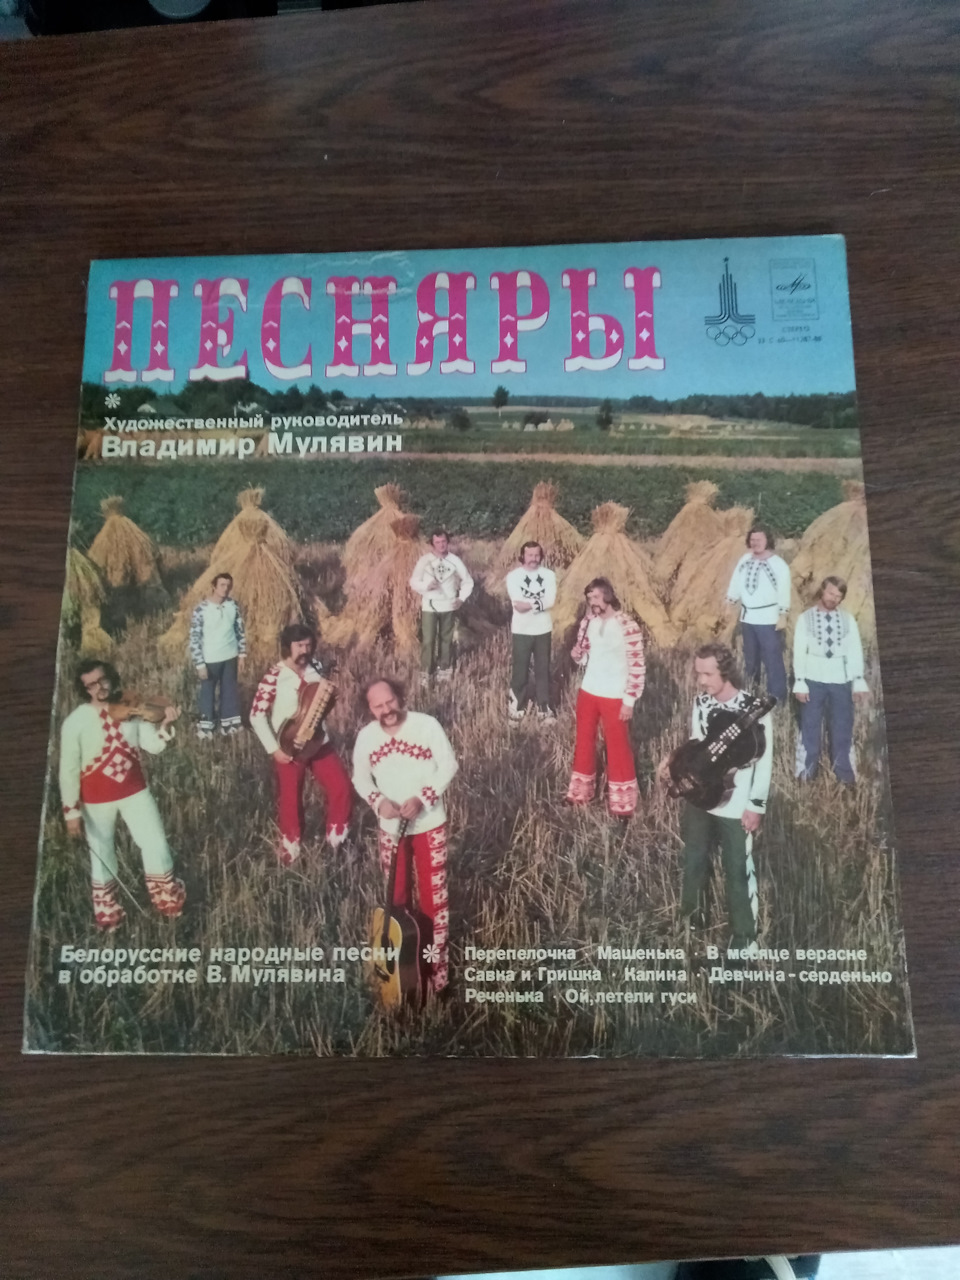 ПЕСНЯРЫ
СТЕРЕО
Художественный руководитель
Владимир Мулявин
Белорусские народные песни
в обработке В. Мулявина
Перепелочка · Машенька · В месяце верасне
Савка и Гришка · Калина · Девчина-серденько
Реченька · Ой, летели гуси